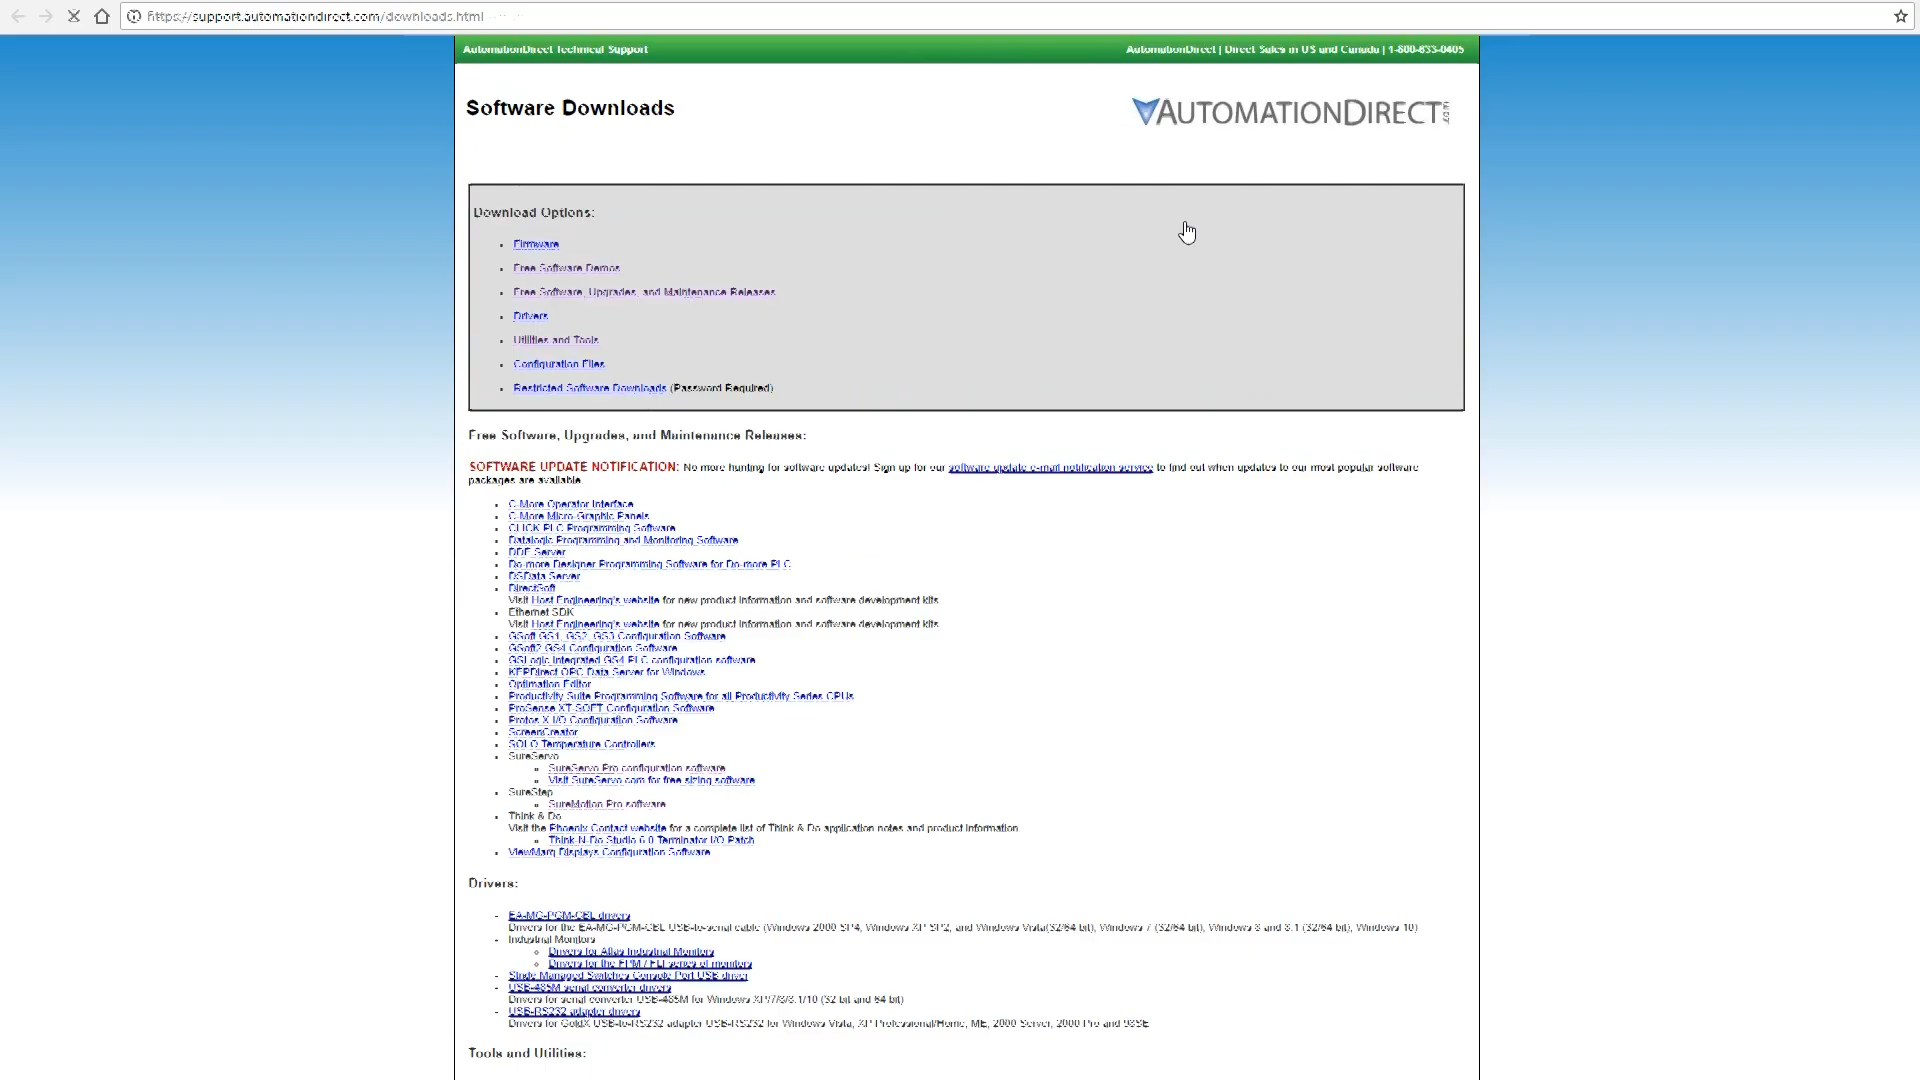 https://support.automationdirect.com/downloads.html
AutomationDirect Technical Support
AutomationDirect | Direct Sales in US and Canada | 1-800-633-0405
Software Downloads
AUTOMATIONDIRECT
Download Options:
Firmware
Free Software Demos
Free Software, Upgrades, and Maintenance Releases
Drivers
Utilities and Tools
Configuration Files
Restricted Software Downloads (Password Required)
Free Software, Upgrades, and Maintenance Releases:
SOFTWARE UPDATE NOTIFICATION: No more hunting for software updates! Sign up for our software update e-mail notification service to find out when updates to our most popular software
packages are available.
C-More Operator Interface
C-More Micro-Graphic Panels
CLICK PLC Programming Software
Datalogic Programming and Monitoring Software
DDE Server
Do-more Designer Programming Software for Do-more PLC
DSData Server
DirectSoft
Visit Host Engineering's website for new product information and software development kits
Ethernet SDK
Visit Host Engineering's website for new product information and software development kits
GSoft GS1, GS2, GS3 Configuration Software
GSoft2 GS4 Configuration Software
GSLogic Integrated GS4 PLC configuration software
KEPDirect OPC Data Server for Windows
Optimation Editor
Productivity Suite Programming Software for all Productivity Series CPUs
ProSense XT-SOFT Configuration Software
Protos X I/O Configuration Software
ScreenCreator
SOLO Temperature Controllers
SureServo
SureServo Pro configuration software
Visit SureServo.com for free sizing software
SureStep
SureMotion Pro software
Think & Do
Visit the Phoenix Contact website for a complete list of Think & Do application notes and product information.
Think-N-Do Studio 6.0 Terminator I/O Patch
ViewMarq Displays Configuration Software
Drivers:
EA-MG-PGM-CBL drivers
Drivers for the EA-MG-PGM-CBL USB-to-serial cable (Windows 2000 SP4, Windows XP SP2, and Windows Vista(32/64 bit), Windows 7 (32/64 bit), Windows 8 and 8.1 (32/64 bit), Windows 10)
Industrial Monitors
Drivers for Atlas Industrial Monitors
Drivers for the FPM / FLI series of monitors
Stride Managed Switches Console Port USB driver
USB-485M serial converter drivers
Drivers for serial converter USB-485M for Windows XP/7/8/8.1/10 (32 bit and 64 bit)
USB-RS232 adapter drivers
Drivers for GoldX USB-to-RS232 adapter USB-RS232 for Windows Vista, XP Professional/Home, ME, 2000 Server, 2000 Pro and 98SE
Tools and Utilities: